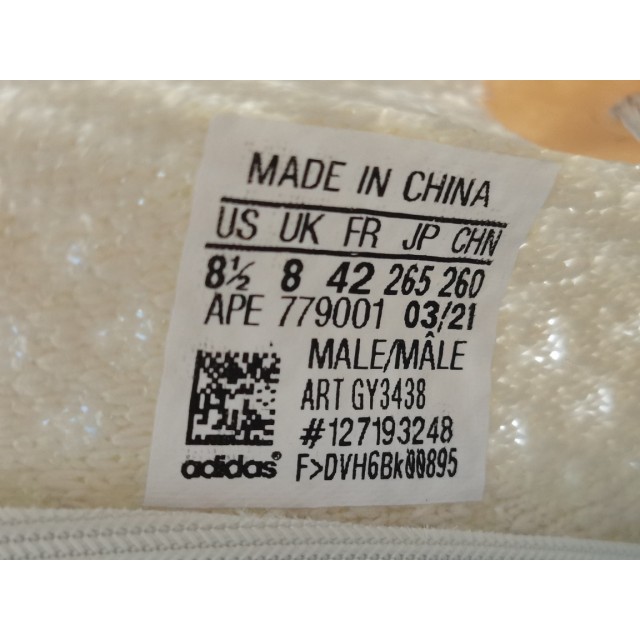 MADE IN CHINA
US UK FR JP CHN
8½ 8 42 265 260
APE 779001 03/21
MALE/MÂLE
ART GY3438
#127193248
adidas® F>DVH6Bk00895